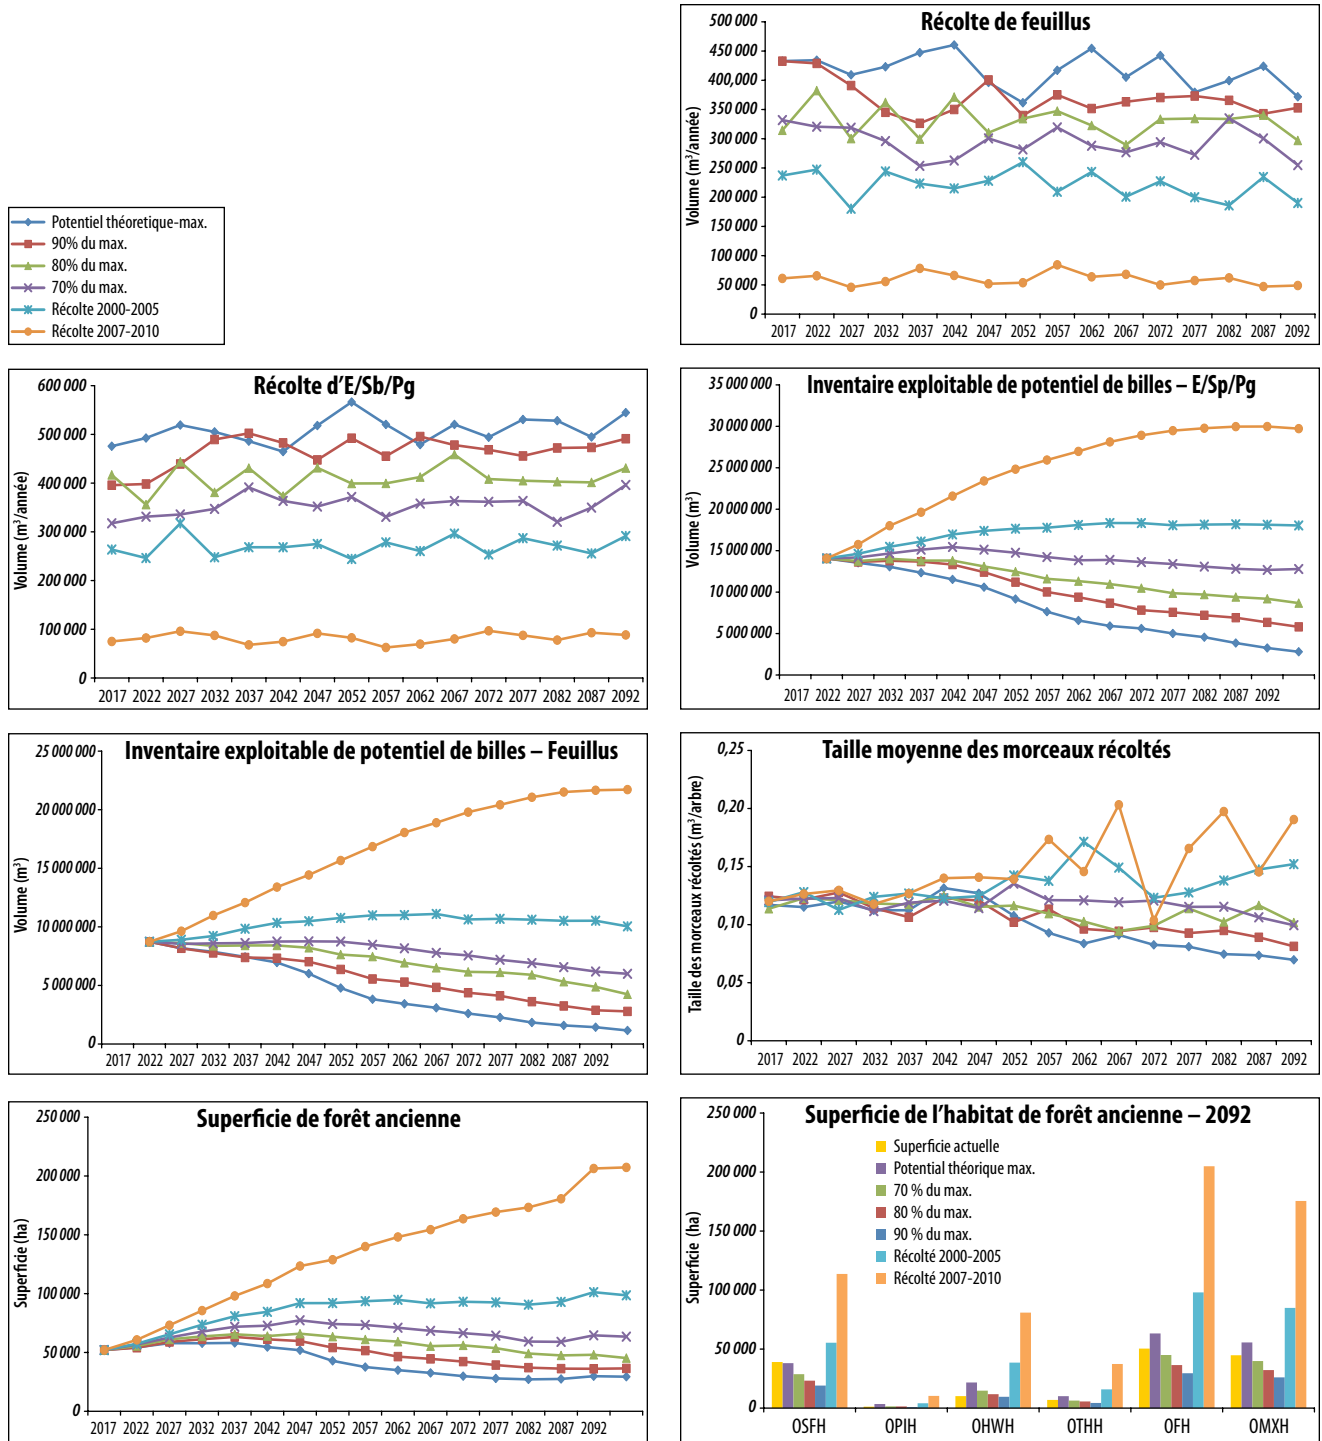 Récolte de feuillus
500 000
450 000
400,000
350 000
300 000
250 000
200 000
150 000
100 000
50 000
0
Volume (m³/année)
2017 2022 2027 2032 2037 2042 2047 2052 2057 2062 2067 2072 2077 2082 2087 2092
Potentiel théoretique-max.
90% du max.
80% du max.
70% du max.
Récolte 2000-2005
Récolte 2007-2010
Récolte d'E/Sb/Pg
600 000
500 000
400 000
300 000
200 000
100 000
0
Volume (m³/année)
2017 2022 2027 2032 2037 2042 2047 2052 2057 2062 2067 2072 2077 2082 2087 2092
Inventaire exploitable de potentiel de billes – E/Sp/Pg
35 000 000
30 000 000
25 000 000
20 000 000
15 000 000
10 000 000
5 000 000
0
Volume (m³)
2017 2022 2027 2032 2037 2042 2047 2052 2057 2062 2067 2072 2077 2082 2087 2092
Inventaire exploitable de potentiel de billes – Feuillus
25 000 000
20 000 000
15 000 000
10 000 000
5 000 000
0
Volume (m³)
2017 2022 2027 2032 2037 2042 2047 2052 2057 2062 2067 2072 2077 2082 2087 2092
Taille moyenne des morceaux récoltés
0,25
0,20
0,15
0,10
0,05
0
Taille des morceaux récoltés (m³/arbre)
2017 2022 2027 2032 2037 2042 2047 2052 2057 2062 2067 2072 2077 2082 2087 2092
Superficie de forêt ancienne
250 000
200 000
150 000
100 000
50 000
0
Superficie (ha)
2017 2022 2027 2032 2037 2042 2047 2052 2057 2062 2067 2072 2077 2082 2087 2092
Superficie de l'habitat de forêt ancienne – 2092
250 000
200 000
150 000
100 000
50 000
0
Superficie (ha)
Superficie actuelle
Potential théorique max.
70 % du max.
80 % du max.
90 % du max.
Récolté 2000-2005
Récolté 2007-2010
OSFH OPIH OHWH OTHH OFH OMXH